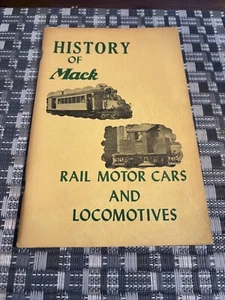 HISTORY
OF
Mack
RAIL MOTOR CARS
AND
LOCOMOTIVES